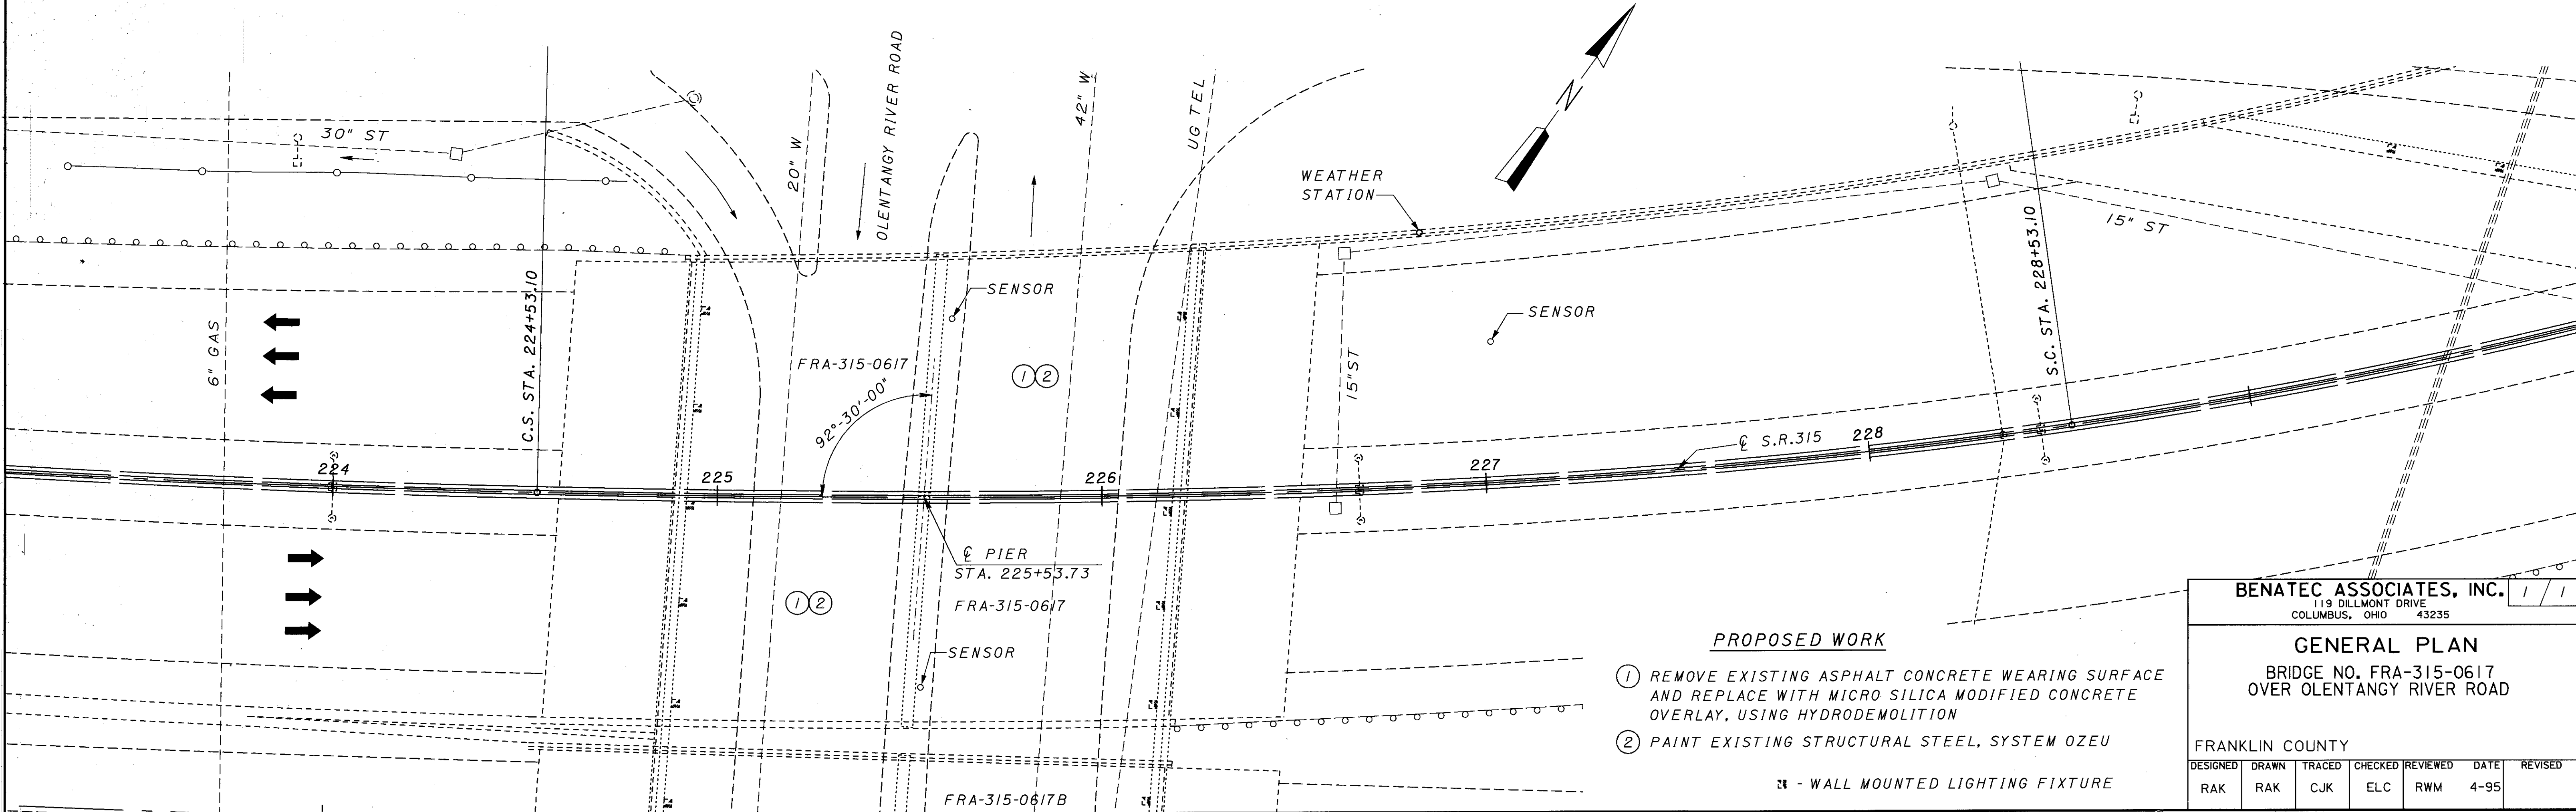 30" ST
20" W
OLENTANGY RIVER ROAD
42" W
UG TEL
N
WEATHER
STATION
15" ST
6" GAS
C.S. STA. 224+53.10
SENSOR
SENSOR
S.C. STA. 228+53.10
FRA-315-0617
1 2
92°-30'-00"
15" ST
℄ S.R.315
224
225
226
227
228
℄ PIER
STA. 225+53.73
FRA-315-0617
1 2
SENSOR
FRA-315-0617B
PROPOSED WORK
1 REMOVE EXISTING ASPHALT CONCRETE WEARING SURFACE
AND REPLACE WITH MICRO SILICA MODIFIED CONCRETE
OVERLAY, USING HYDRODEMOLITION
2 PAINT EXISTING STRUCTURAL STEEL, SYSTEM OZEU
- WALL MOUNTED LIGHTING FIXTURE
BENATEC ASSOCIATES, INC.
1 / 1
119 DILLMONT DRIVE
COLUMBUS, OHIO 43235
GENERAL PLAN
BRIDGE NO. FRA-315-0617
OVER OLENTANGY RIVER ROAD
FRANKLIN COUNTY
DESIGNED DRAWN TRACED CHECKED REVIEWED DATE REVISED
RAK RAK CJK ELC RWM 4-95